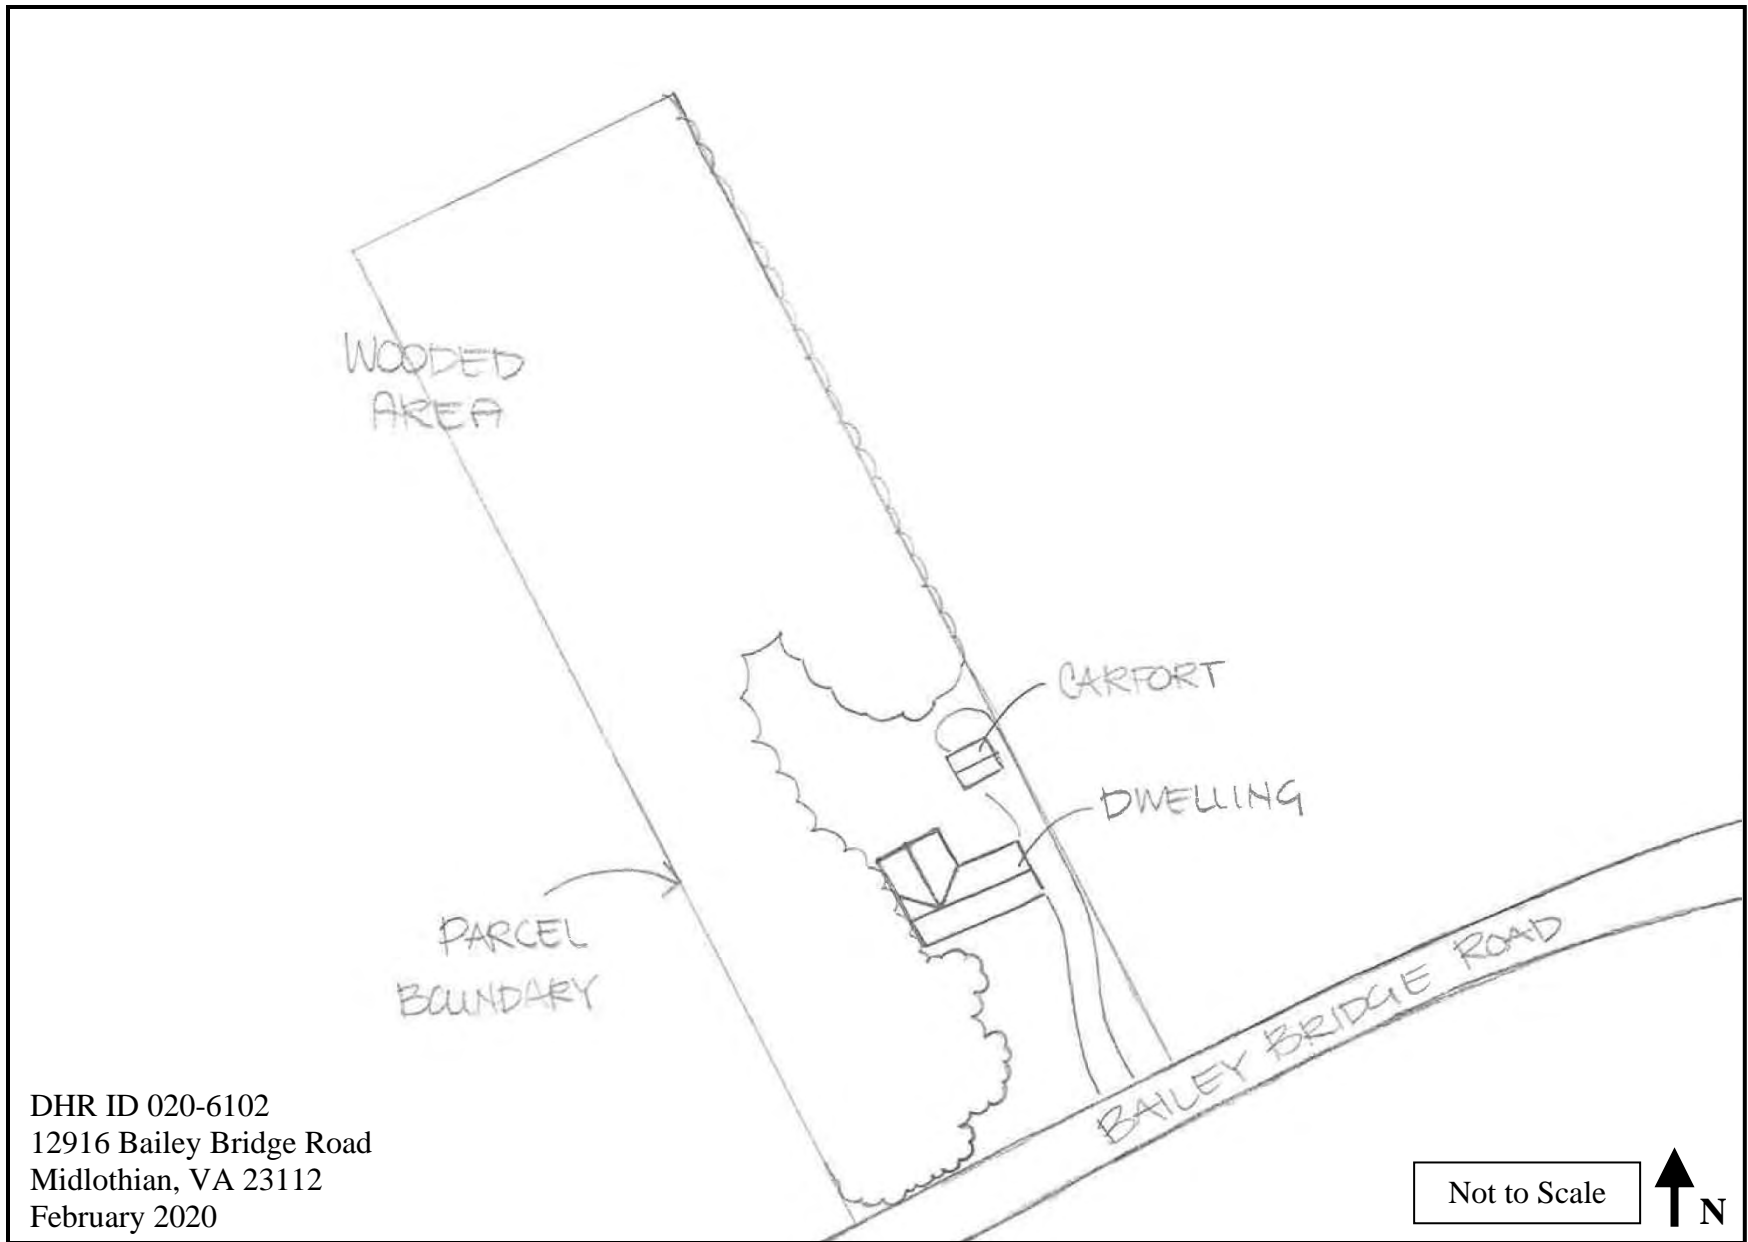 WOODED
AREA
CARPORT
DWELLING
PARCEL
BOUNDARY
BAILEY BRIDGE ROAD
DHR ID 020-6102
12916 Bailey Bridge Road
Midlothian, VA 23112
February 2020
Not to Scale
N